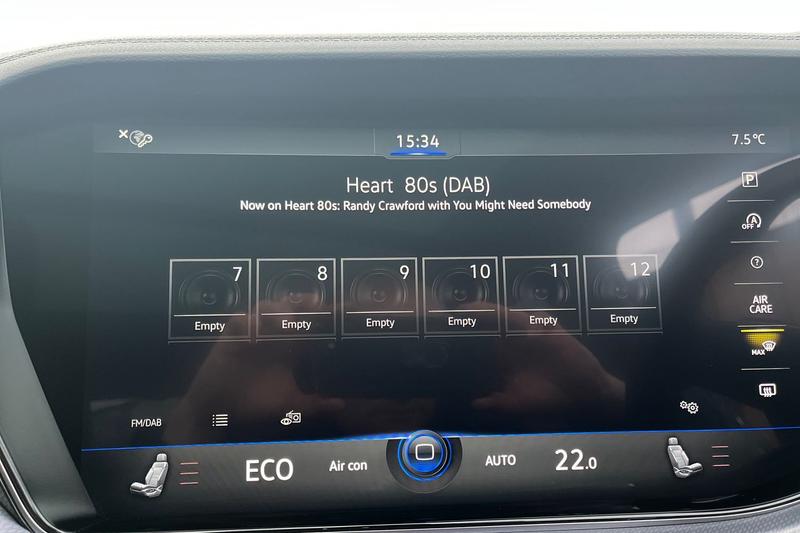 15:34
7.5°C
Heart 80s (DAB)
Now on Heart 80s: Randy Crawford with You Might Need Somebody
P
A
OFF
?
7
8
9
10
11
12
Empty
Empty
Empty
Empty
Empty
Empty
AIR
CARE
MAX
FM/DAB
ECO
Air con
AUTO
22.0